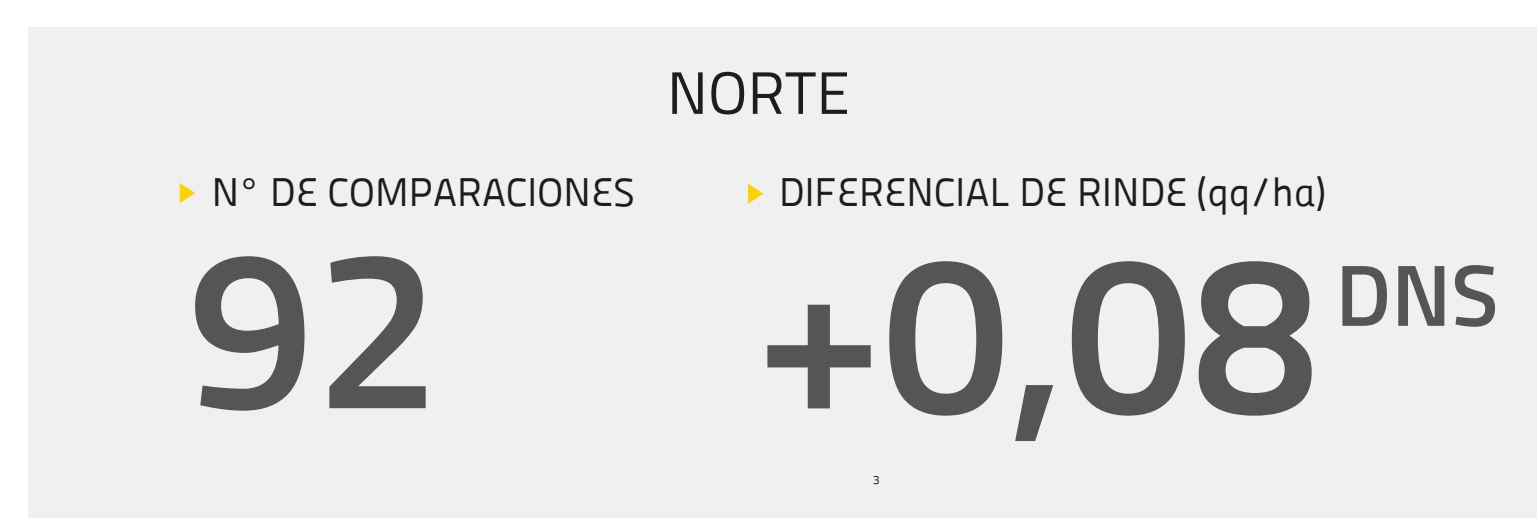 NORTE
N° DE COMPARACIONES
DIFERENCIAL DE RINDE (qq/ha)
92
+0,08 DNS
3